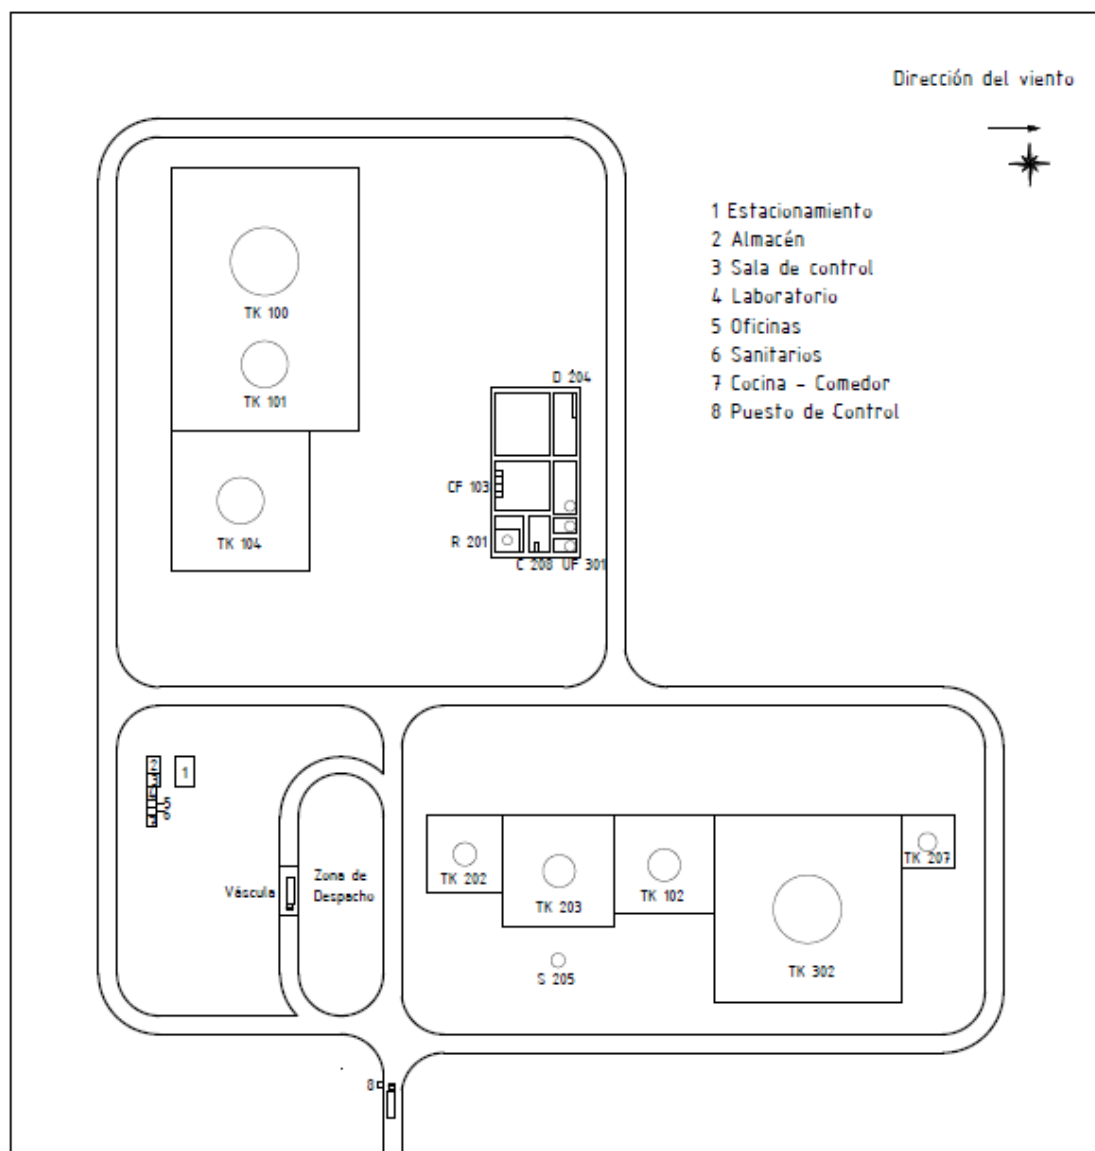 Dirección del viento
1 Estacionamiento
2 Almacén
3 Sala de control
4 Laboratorio
5 Oficinas
6 Sanitarios
7 Cocina - Comedor
8 Puesto de Control
TK 100
TK 101
TK 104
D 204
CF 103
R 201
C 208 UF 301
2
1
5
6
Váscula
Zona de
Despacho
TK 202
TK 203
TK 102
TK 207
TK 302
S 205
8